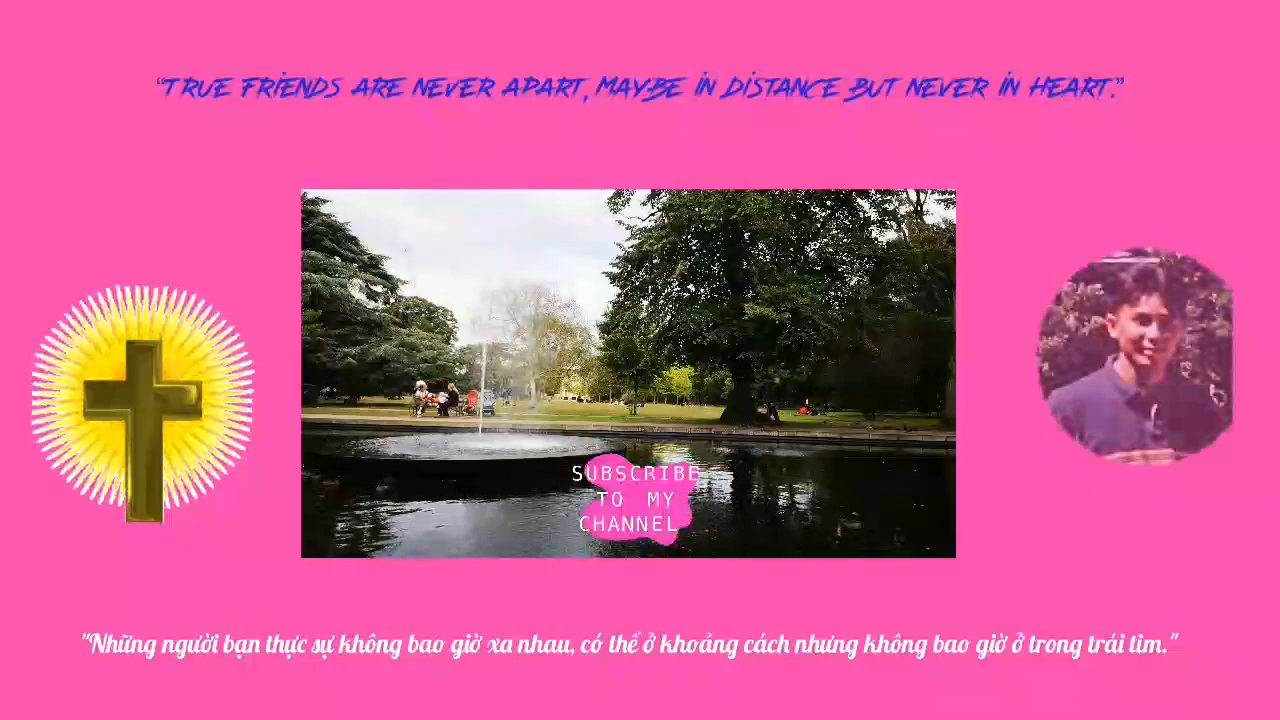 “TRUE FRIENDS ARE NEVER APART, MAYBE IN DISTANCE BUT NEVER IN HEART.”
SUBSCRIBE
TO MY
CHANNEL
"Những người bạn thực sự không bao giờ xa nhau, có thể ở khoảng cách nhưng không bao giờ ở trong trái tim."